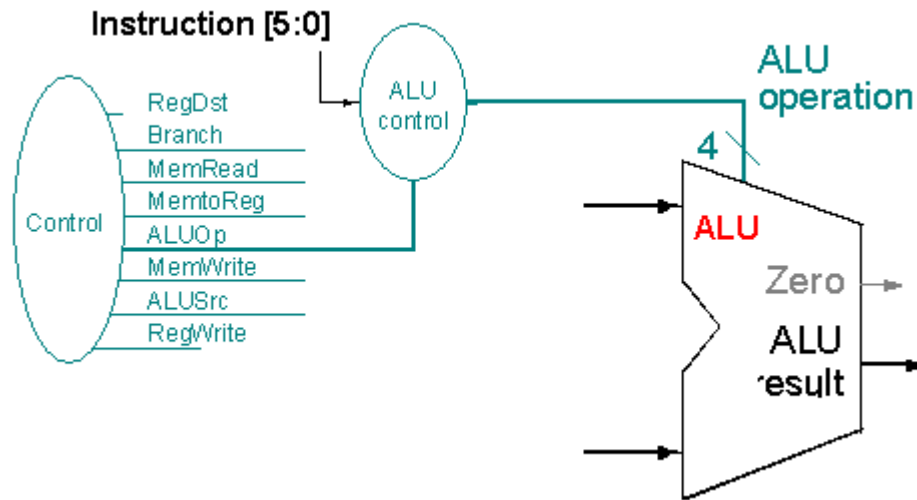 Instruction [5:0]
ALU
control
ALU
operation
4
RegDst
Branch
MemRead
MemtoReg
Control
ALUOp
MemWrite
ALUSrc
RegWrite
ALU
Zero
ALU
result